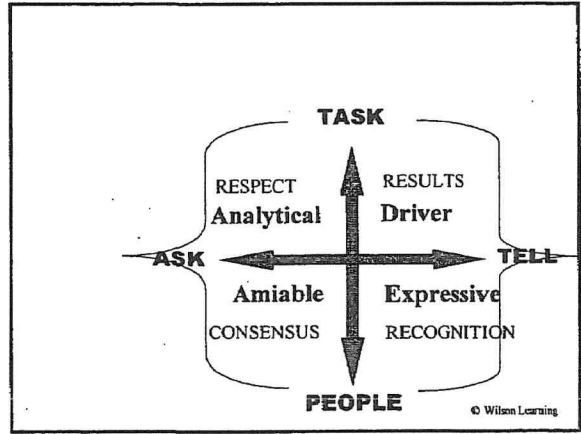 TASK
RESPECT RESULTS
Analytical Driver
ASK TELL
Amiable Expressive
CONSENSUS RECOGNITION
PEOPLE
© Wilson Learning